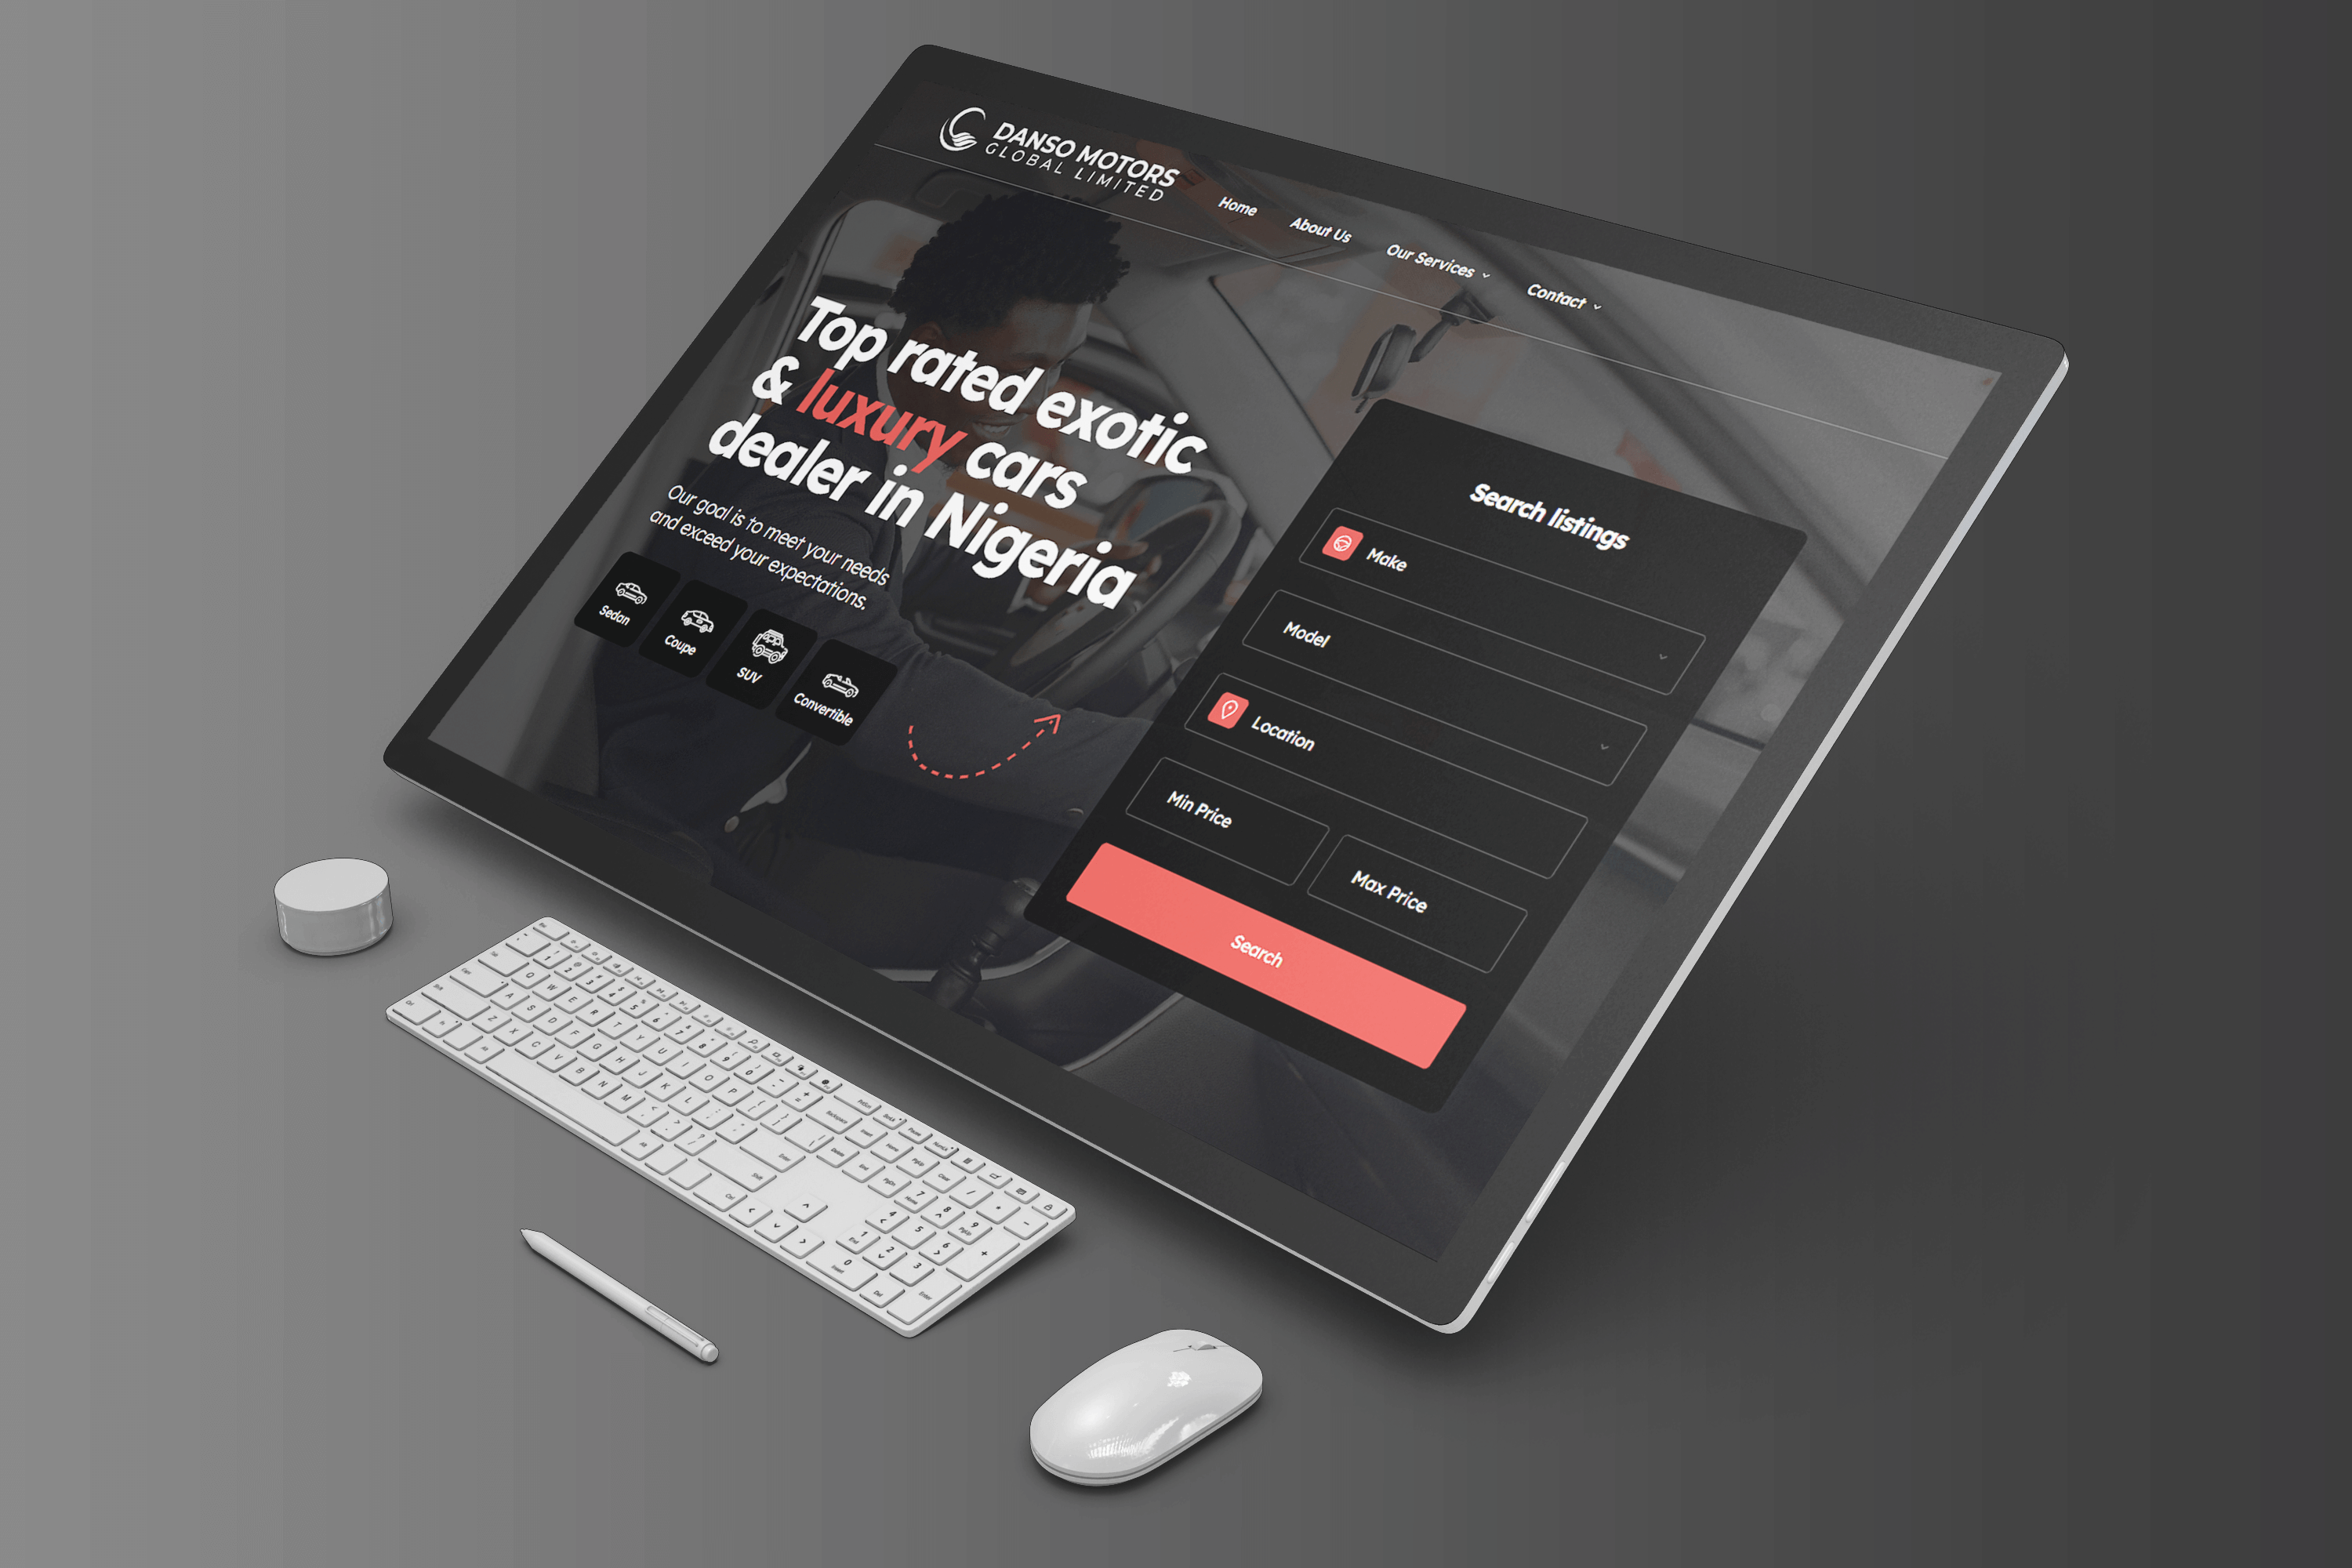 DANSO MOTORS
GLOBAL LIMITED
Home
About Us
Our Services
Contact
Top rated exotic
& luxury cars
dealer in Nigeria
Our goal is to meet your needs
and exceed your expectations.
Sedan
Coupe
SUV
Convertible
Search listings
Make
Model
Location
Min Price
Max Price
Search